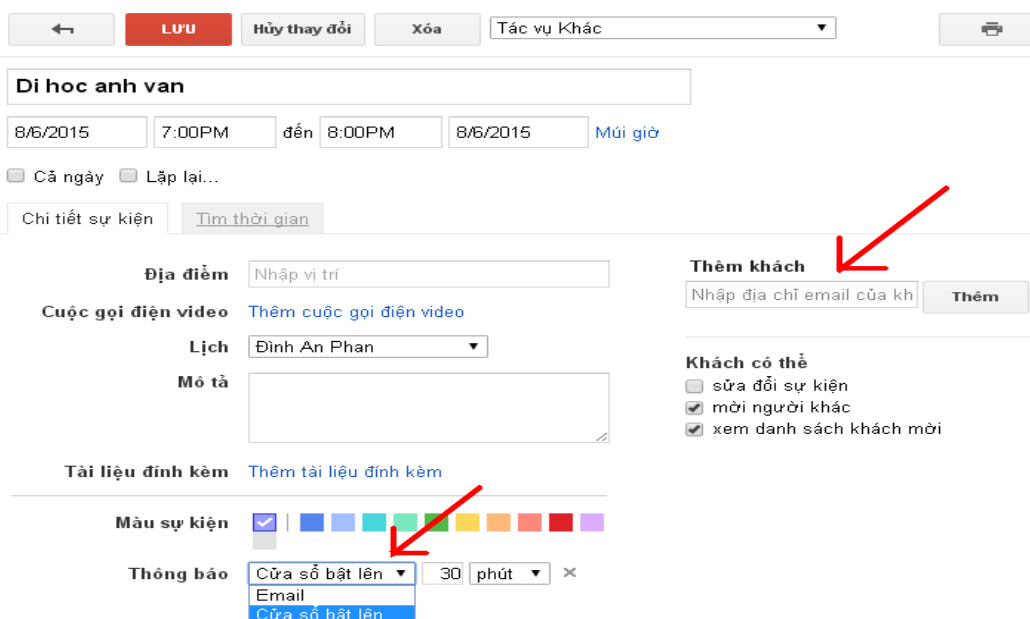 LƯU Hủy thay đổi Xóa Tác vụ Khác
Di hoc anh van
8/6/2015 7:00PM đến 8:00PM 8/6/2015 Múi giờ
Cả ngày Lặp lại...
Chi tiết sự kiện Tìm thời gian
Địa điểm Nhập vị trí
Cuộc gọi điện video Thêm cuộc gọi điện video
Lịch Đình An Phan
Mô tả
Tài liệu đính kèm Thêm tài liệu đính kèm
Màu sự kiện
Thông báo Cửa sổ bật lên 30 phút
Email
Cửa sổ bật lên
Thêm khách
Nhập địa chỉ email của kh Thêm
Khách có thể
sửa đổi sự kiện
mời người khác
xem danh sách khách mời